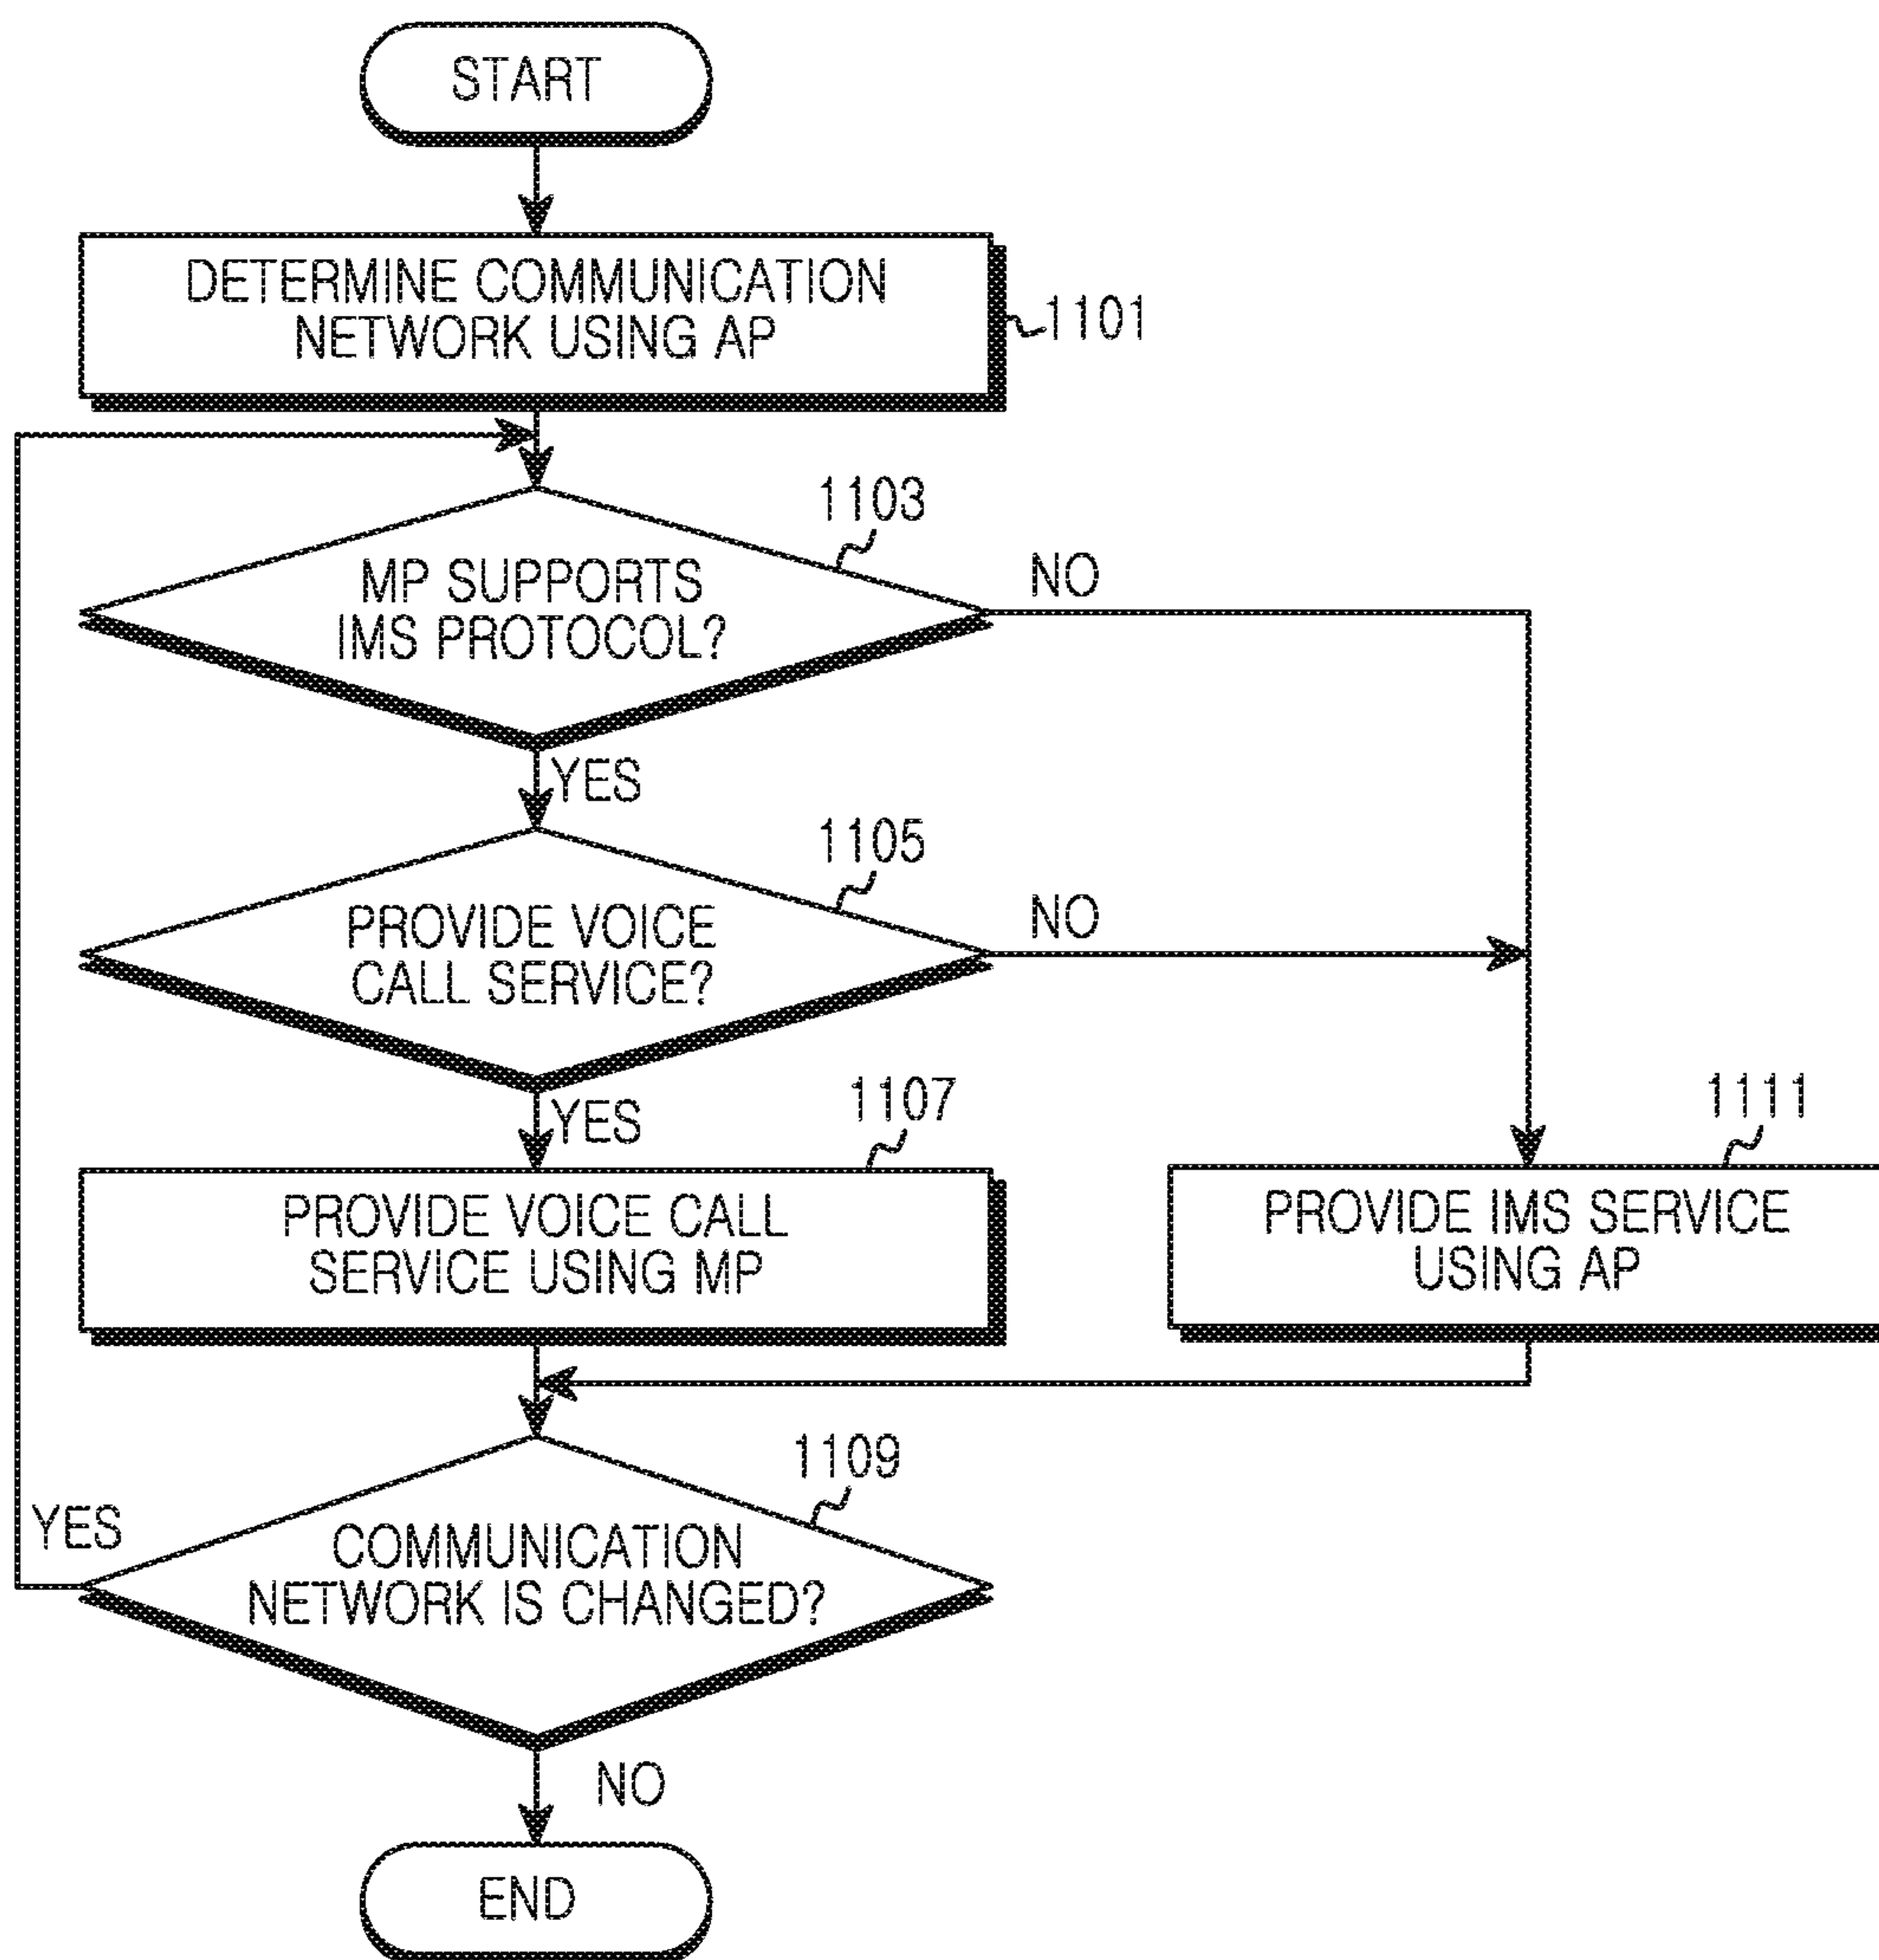 START
DETERMINE COMMUNICATION
NETWORK USING AP
1101
1103
MP SUPPORTS
IMS PROTOCOL?
NO
YES
1105
PROVIDE VOICE
CALL SERVICE?
NO
YES
1107
PROVIDE VOICE CALL
SERVICE USING MP
1111
PROVIDE IMS SERVICE
USING AP
1109
YES
COMMUNICATION
NETWORK IS CHANGED?
NO
END